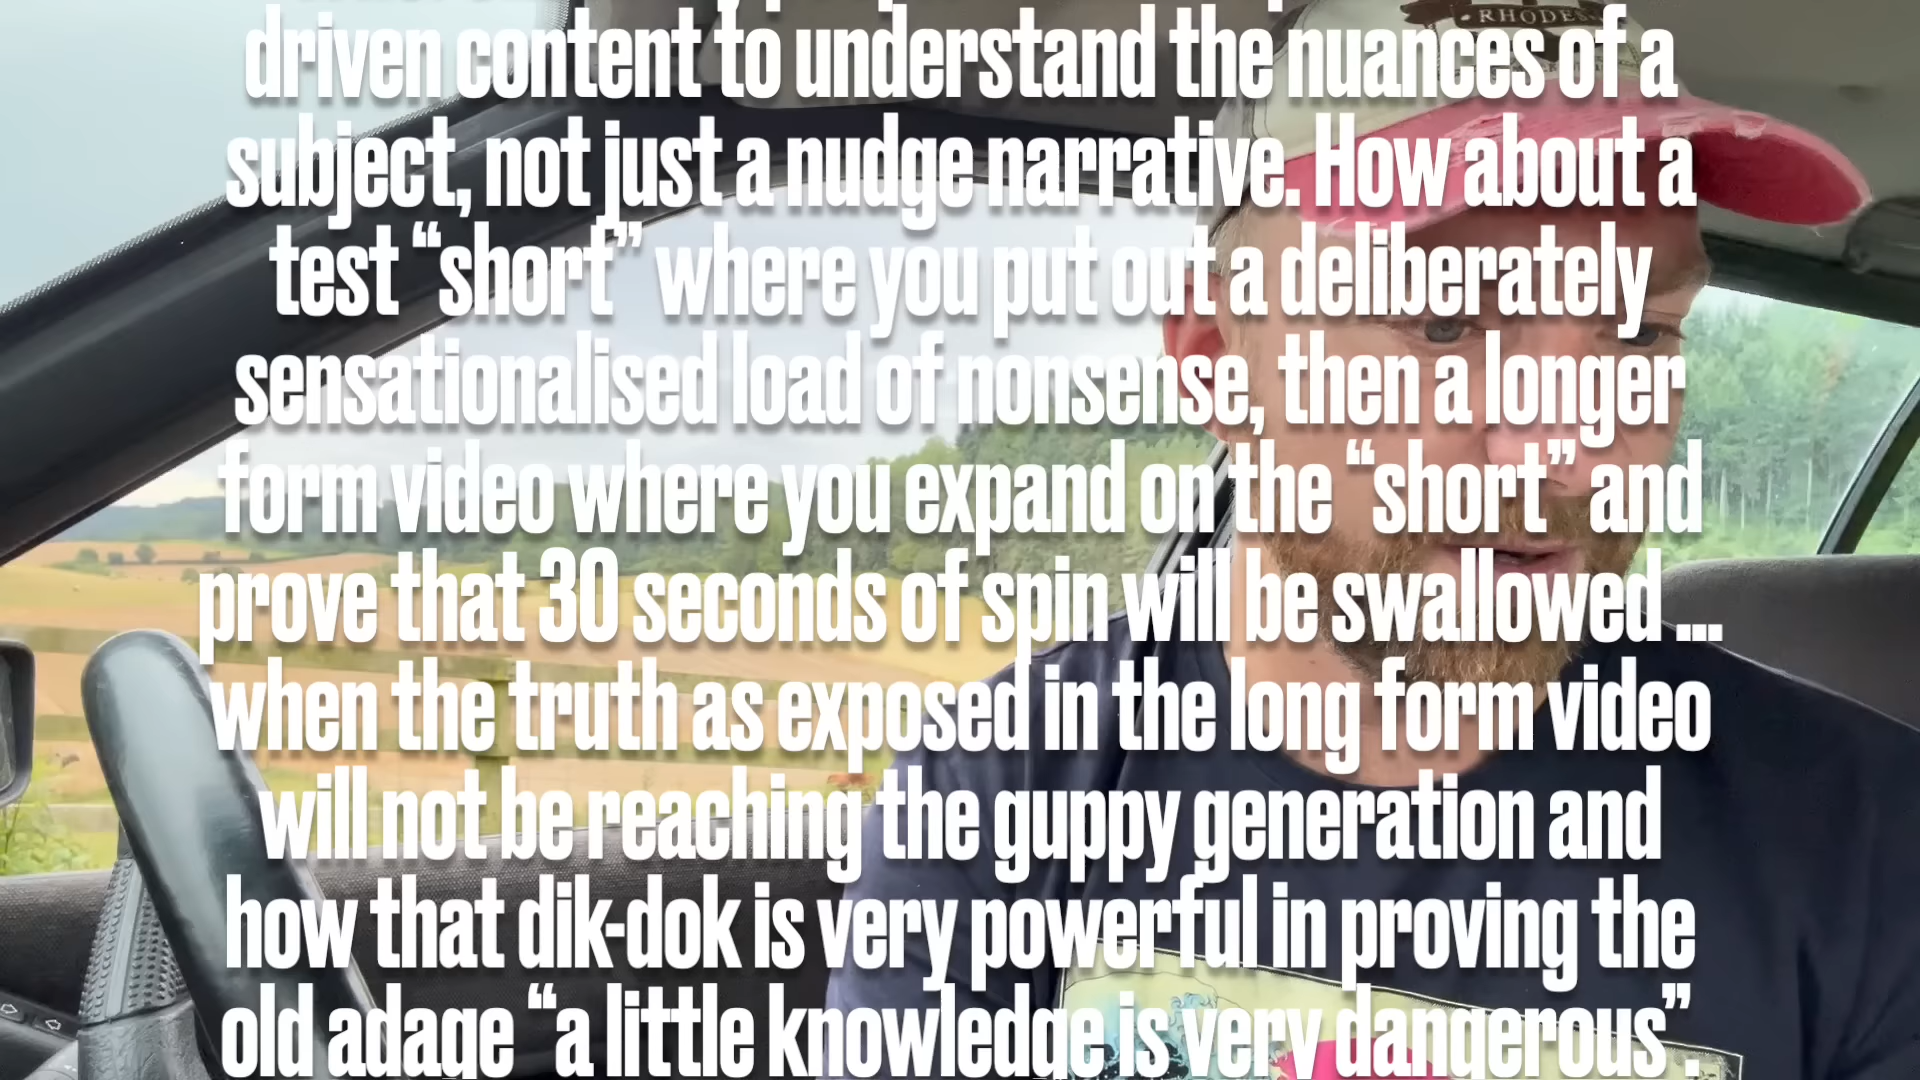 RHODES
driven content to understand the nuances of a
subject, not just a nudge narrative. How about a
test “short” where you put out a deliberately
sensationalised load of nonsense, then a longer
form video where you expand on the “short” and
prove that 30 seconds of spin will be swallowed ...
when the truth as exposed in the long form video
will not be reaching the guppy generation and
how that dik-dok is very powerful in proving the
old adage “a little knowledge is very dangerous”.